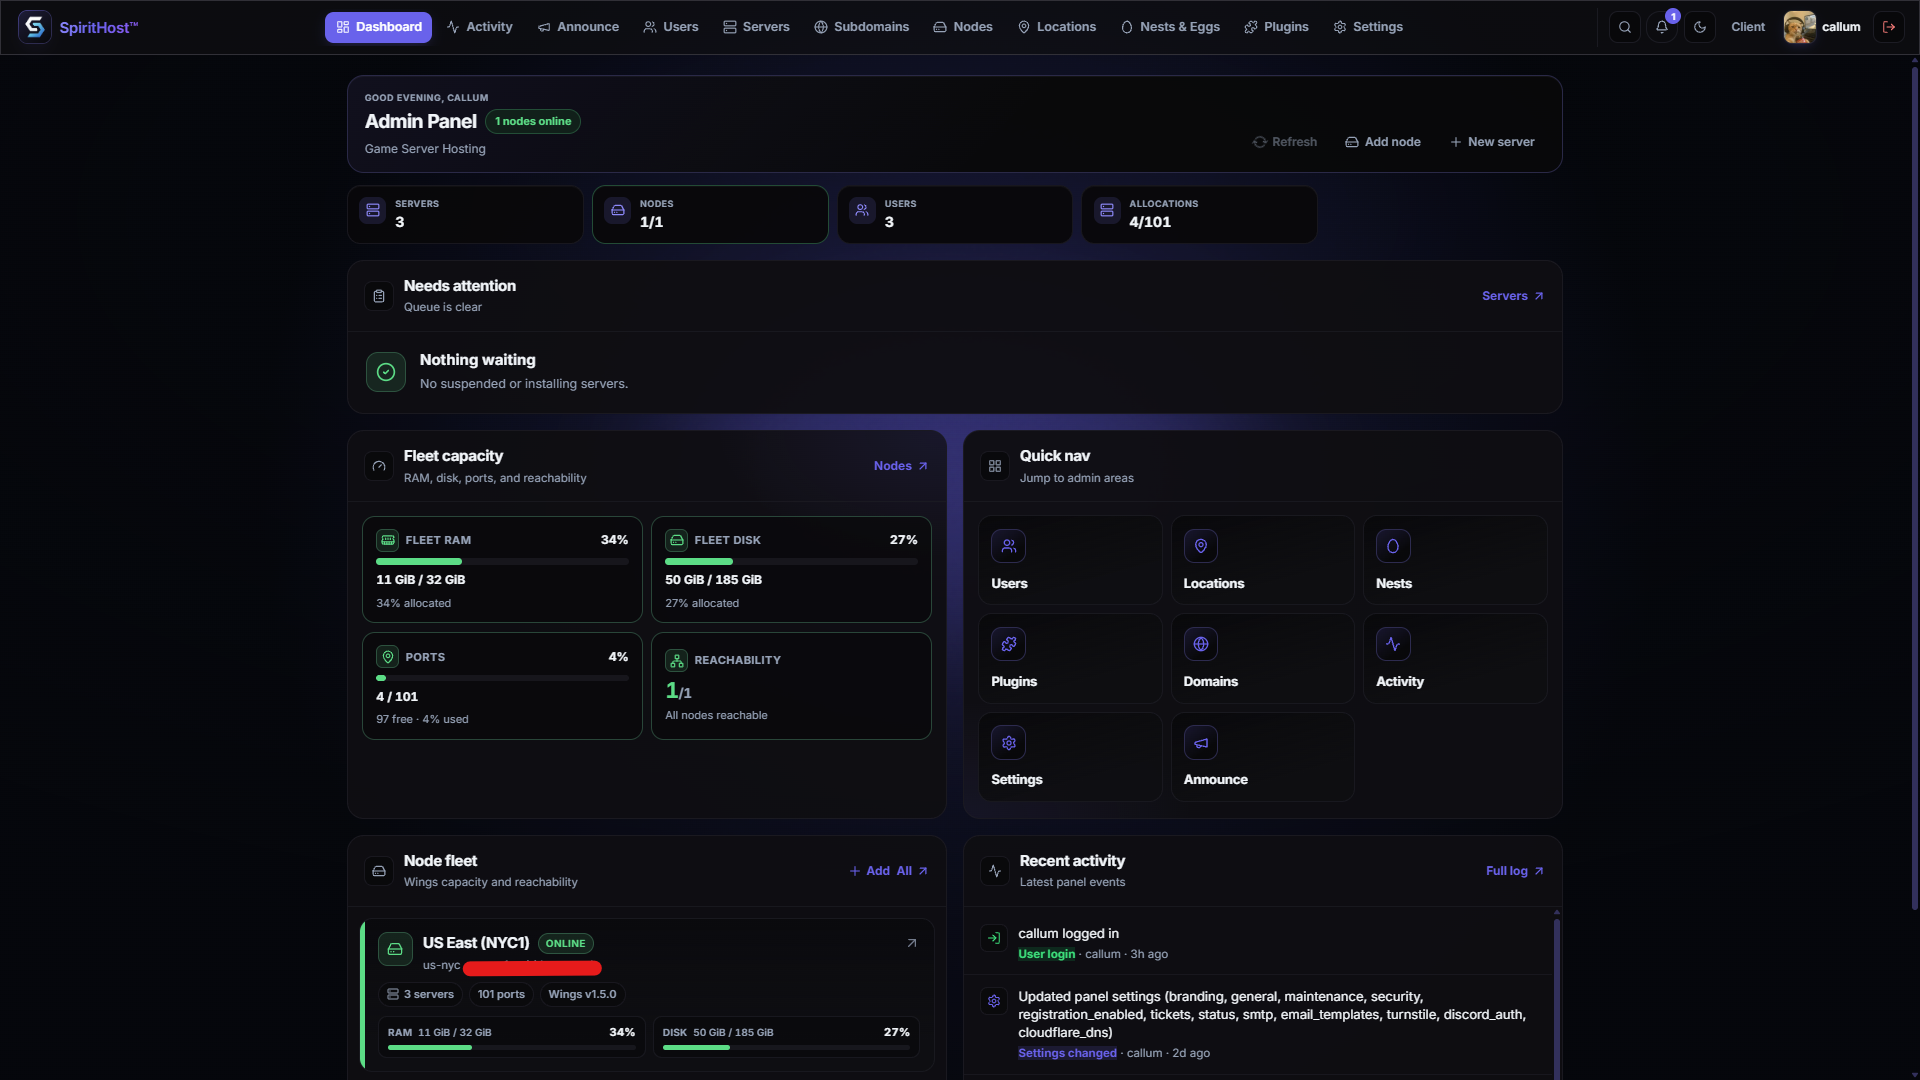 SpiritHost™
Dashboard
Activity
Announce
Users
Servers
Subdomains
Nodes
Locations
Nests & Eggs
Plugins
Settings
1
Client
callum
GOOD EVENING, CALLUM
Admin Panel
1 nodes online
Game Server Hosting
Refresh
Add node
New server
SERVERS
3
NODES
1/1
USERS
3
ALLOCATIONS
4/101
Needs attention
Queue is clear
Servers
Nothing waiting
No suspended or installing servers.
Fleet capacity
RAM, disk, ports, and reachability
Nodes
FLEET RAM
34%
11 GiB / 32 GiB
34% allocated
FLEET DISK
27%
50 GiB / 185 GiB
27% allocated
PORTS
4%
4 / 101
97 free · 4% used
REACHABILITY
1/1
All nodes reachable
Quick nav
Jump to admin areas
Users
Locations
Nests
Plugins
Domains
Activity
Settings
Announce
Node fleet
Wings capacity and reachability
Add
All
US East (NYC1)
ONLINE
us-nyc
3 servers
101 ports
Wings v1.5.0
RAM 11 GiB / 32 GiB
34%
DISK 50 GiB / 185 GiB
27%
Recent activity
Latest panel events
Full log
callum logged in
User login · callum · 3h ago
Updated panel settings (branding, general, maintenance, security,
registration_enabled, tickets, status, smtp, email_templates, turnstile, discord_auth,
cloudflare_dns)
Settings changed · callum · 2d ago